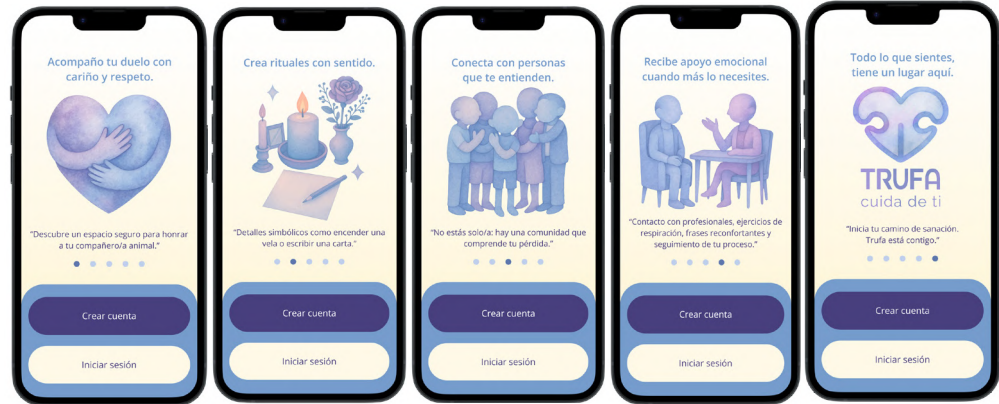 Acompaño tu duelo con
cariño y respeto.
“Descubre un espacio seguro para honrar
a tu compañero/a animal.”
Crear cuenta
Iniciar sesión
Crea rituales con sentido.
“Detalles simbólicos como encender una
vela o escribir una carta.”
Crear cuenta
Iniciar sesión
Conecta con personas
que te entienden.
“No estás solo/a: hay una comunidad que
comprende tu pérdida.”
Crear cuenta
Iniciar sesión
Recibe apoyo emocional
cuando más lo necesites.
“Contacto con profesionales, ejercicios de
respiración, frases reconfortantes y
seguimiento de tu proceso.”
Crear cuenta
Iniciar sesión
Todo lo que sientes,
tiene un lugar aquí.
TRUFA
cuida de ti
“Inicia tu camino de sanación.
Trufa está contigo.”
Crear cuenta
Iniciar sesión